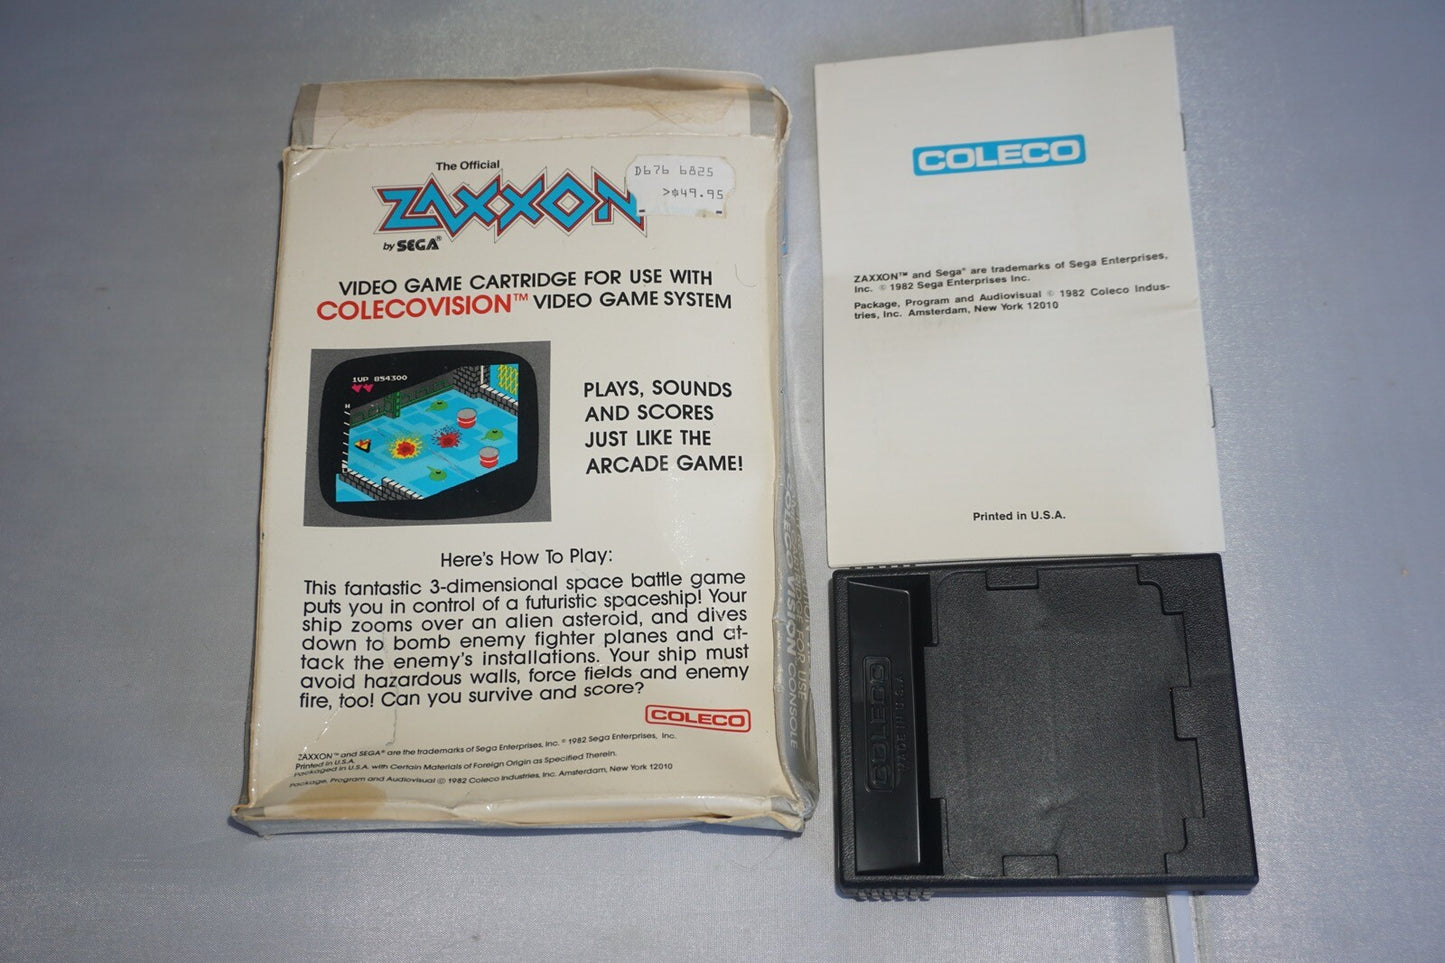 The Official
ZAXXON
by SEGA®
D676 6825
>$49.95
VIDEO GAME CARTRIDGE FOR USE WITH
COLECOVISION™ VIDEO GAME SYSTEM
1UP 854300
H
PLAYS, SOUNDS
AND SCORES
JUST LIKE THE
ARCADE GAME!
Here's How To Play:
This fantastic 3-dimensional space battle game
puts you in control of a futuristic spaceship! Your
ship zooms over an alien asteroid, and dives
down to bomb enemy fighter planes and at-
tack the enemy's installations. Your ship must
avoid hazardous walls, force fields and enemy
fire, too! Can you survive and score?
COLECO
ZAXXON™ and SEGA® are the trademarks of Sega Enterprises, Inc. © 1982 Sega Enterprises, Inc.
Printed in U.S.A.
Packaged in U.S.A. with Certain Materials of Foreign Origin as Specified Therein.
Package, Program and Audiovisual © 1982 Coleco Industries, Inc. Amsterdam, New York 12010
FOR USE
COLECOVISION CONSOLE
COLECO
ZAXXON™ and Sega® are trademarks of Sega Enterprises,
Inc. © 1982 Sega Enterprises Inc.
Package, Program and Audiovisual © 1982 Coleco Indus-
tries, Inc. Amsterdam, New York 12010
Printed in U.S.A.
COLECO
MADE IN U.S.A.